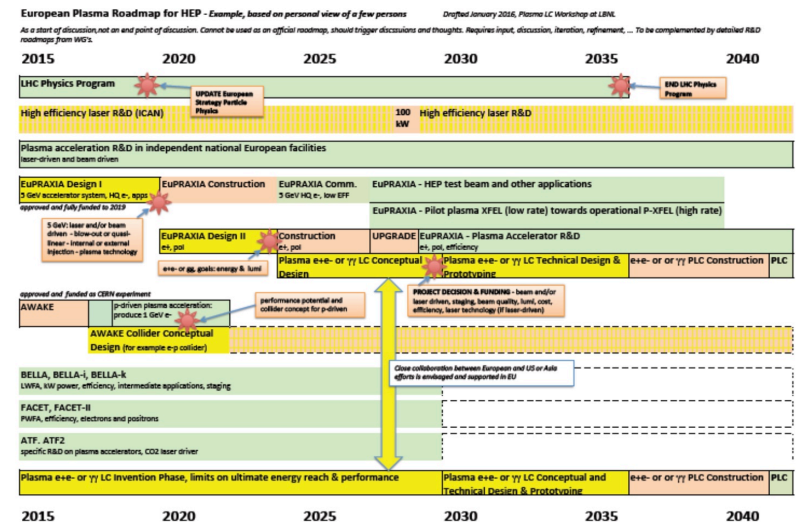 European Plasma Roadmap for HEP - Example, based on personal view of a few persons Drafted January 2016, Plasma LC Workshop at LBNL
As a start of discussion,not an end point of discussion. Cannot be used as an official roadmap, should trigger discssuions and thoughts. Requires input, discussion, iteration, refinement, ... To be complemented by detailed R&D
roadmaps from WG's.
2015 2020 2025 2030 2035 2040
LHC Physics Program
UPDATE European
Strategy Particle
Physics
END LHC Physics
Program
High efficiency laser R&D (ICAN)
100
kW
High efficiency laser R&D
Plasma acceleration R&D in independent national European facilities
laser-driven and beam driven
EuPRAXIA Design I
5 GeV accelerator system, HQ e-, apps
approved and fully funded to 2019
EuPRAXIA Construction
EuPRAXIA Comm.
5 GeV HQ e-, low EFF
EuPRAXIA - HEP test beam and other applications
EuPRAXIA - Pilot plasma XFEL (low rate) towards operational P-XFEL (high rate)
5 GeV: laser and/or beam
driven - blow-out or quasi-
linear - internal or external
injection - plasma technology
EuPRAXIA Design II
e+, pol
Construction
e+, pol
UPGRADE
EuPRAXIA - Plasma Accelerator R&D
e+, pol, efficiency
e+e- or gg, goals: energy & lumi
Plasma e+e- or γγ LC Conceptual
Design
Plasma e+e- or γγ LC Technical Design &
Prototyping
e+e- or or γγ PLC Construction
PLC
PROJECT DECISION & FUNDING - beam and/or
laser driven, staging, beam quality, lumi, cost,
efficiency, laser technology (if laser-driven)
approved and funded as CERN experiment
AWAKE
p-driven plasma acceleration:
produce 1 GeV e-
performance potential and
collider concept for p-driven
AWAKE Collider Conceptual
Design (for example e-p collider)
BELLA, BELLA-i, BELLA-k
LWFA, kW power, efficiency, intermediate applications, staging
Close collaboration between European and US or Asia
efforts is envisaged and supported in EU
FACET, FACET-II
PWFA, efficiency, electrons and positrons
ATF. ATF2
specific R&D on plasma accelerators, CO2 laser driver
Plasma e+e- or γγ LC Invention Phase, limits on ultimate energy reach & performance
Plasma e+e- or γγ LC Conceptual and
Technical Design & Prototyping
e+e- or or γγ PLC Construction
PLC
2015 2020 2025 2030 2035 2040